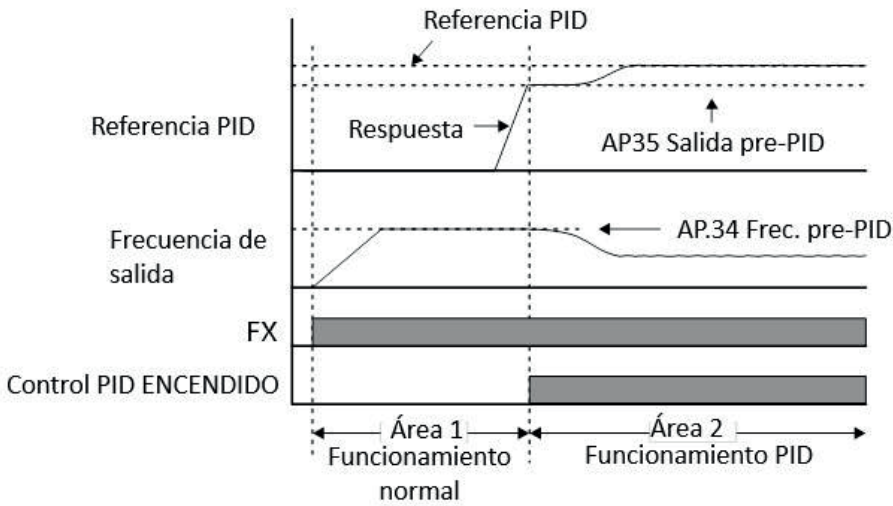 Referencia PID
Referencia PID
Respuesta
AP35 Salida pre-PID
Frecuencia de
salida
AP.34 Frec. pre-PID
FX
Control PID ENCENDIDO
Área 1
Funcionamiento
normal
Área 2
Funcionamiento PID